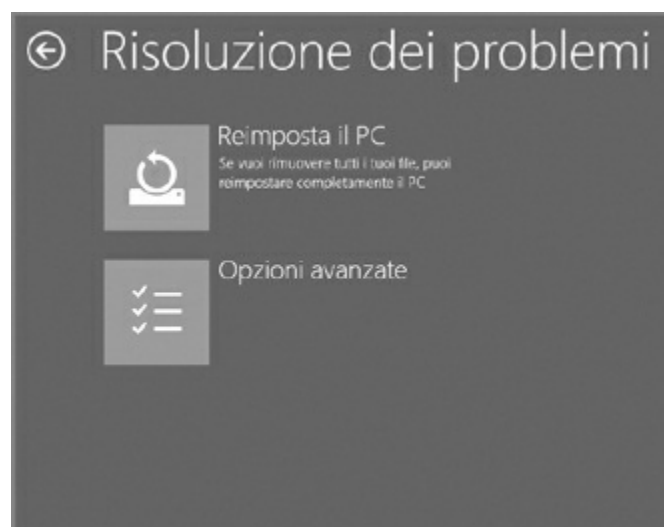 Risoluzione dei problemi
Reimposta il PC
Se vuoi rimuovere tutti i tuoi file, puoi
reimpostare completamente il PC
Opzioni avanzate